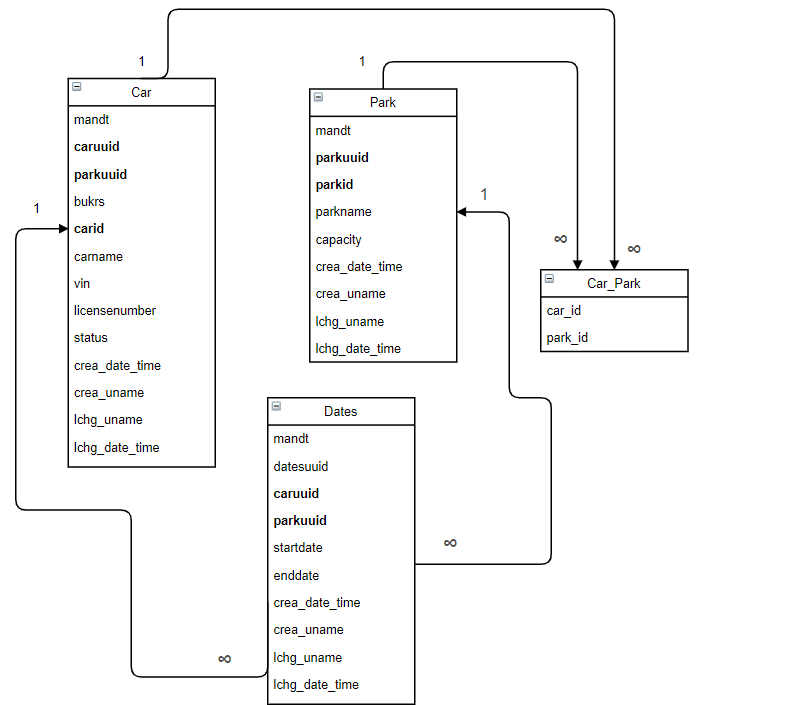 1
Car
mandt
caruuid
parkuuid
bukrs
carid
carname
vin
licensenumber
status
crea_date_time
crea_uname
lchg_uname
lchg_date_time
1
1
Park
mandt
parkuuid
parkid
parkname
capacity
crea_date_time
crea_uname
lchg_uname
lchg_date_time
1
∞
∞
Car_Park
car_id
park_id
Dates
mandt
datesuuid
caruuid
parkuuid
startdate
enddate
crea_date_time
crea_uname
lchg_uname
lchg_date_time
∞
∞